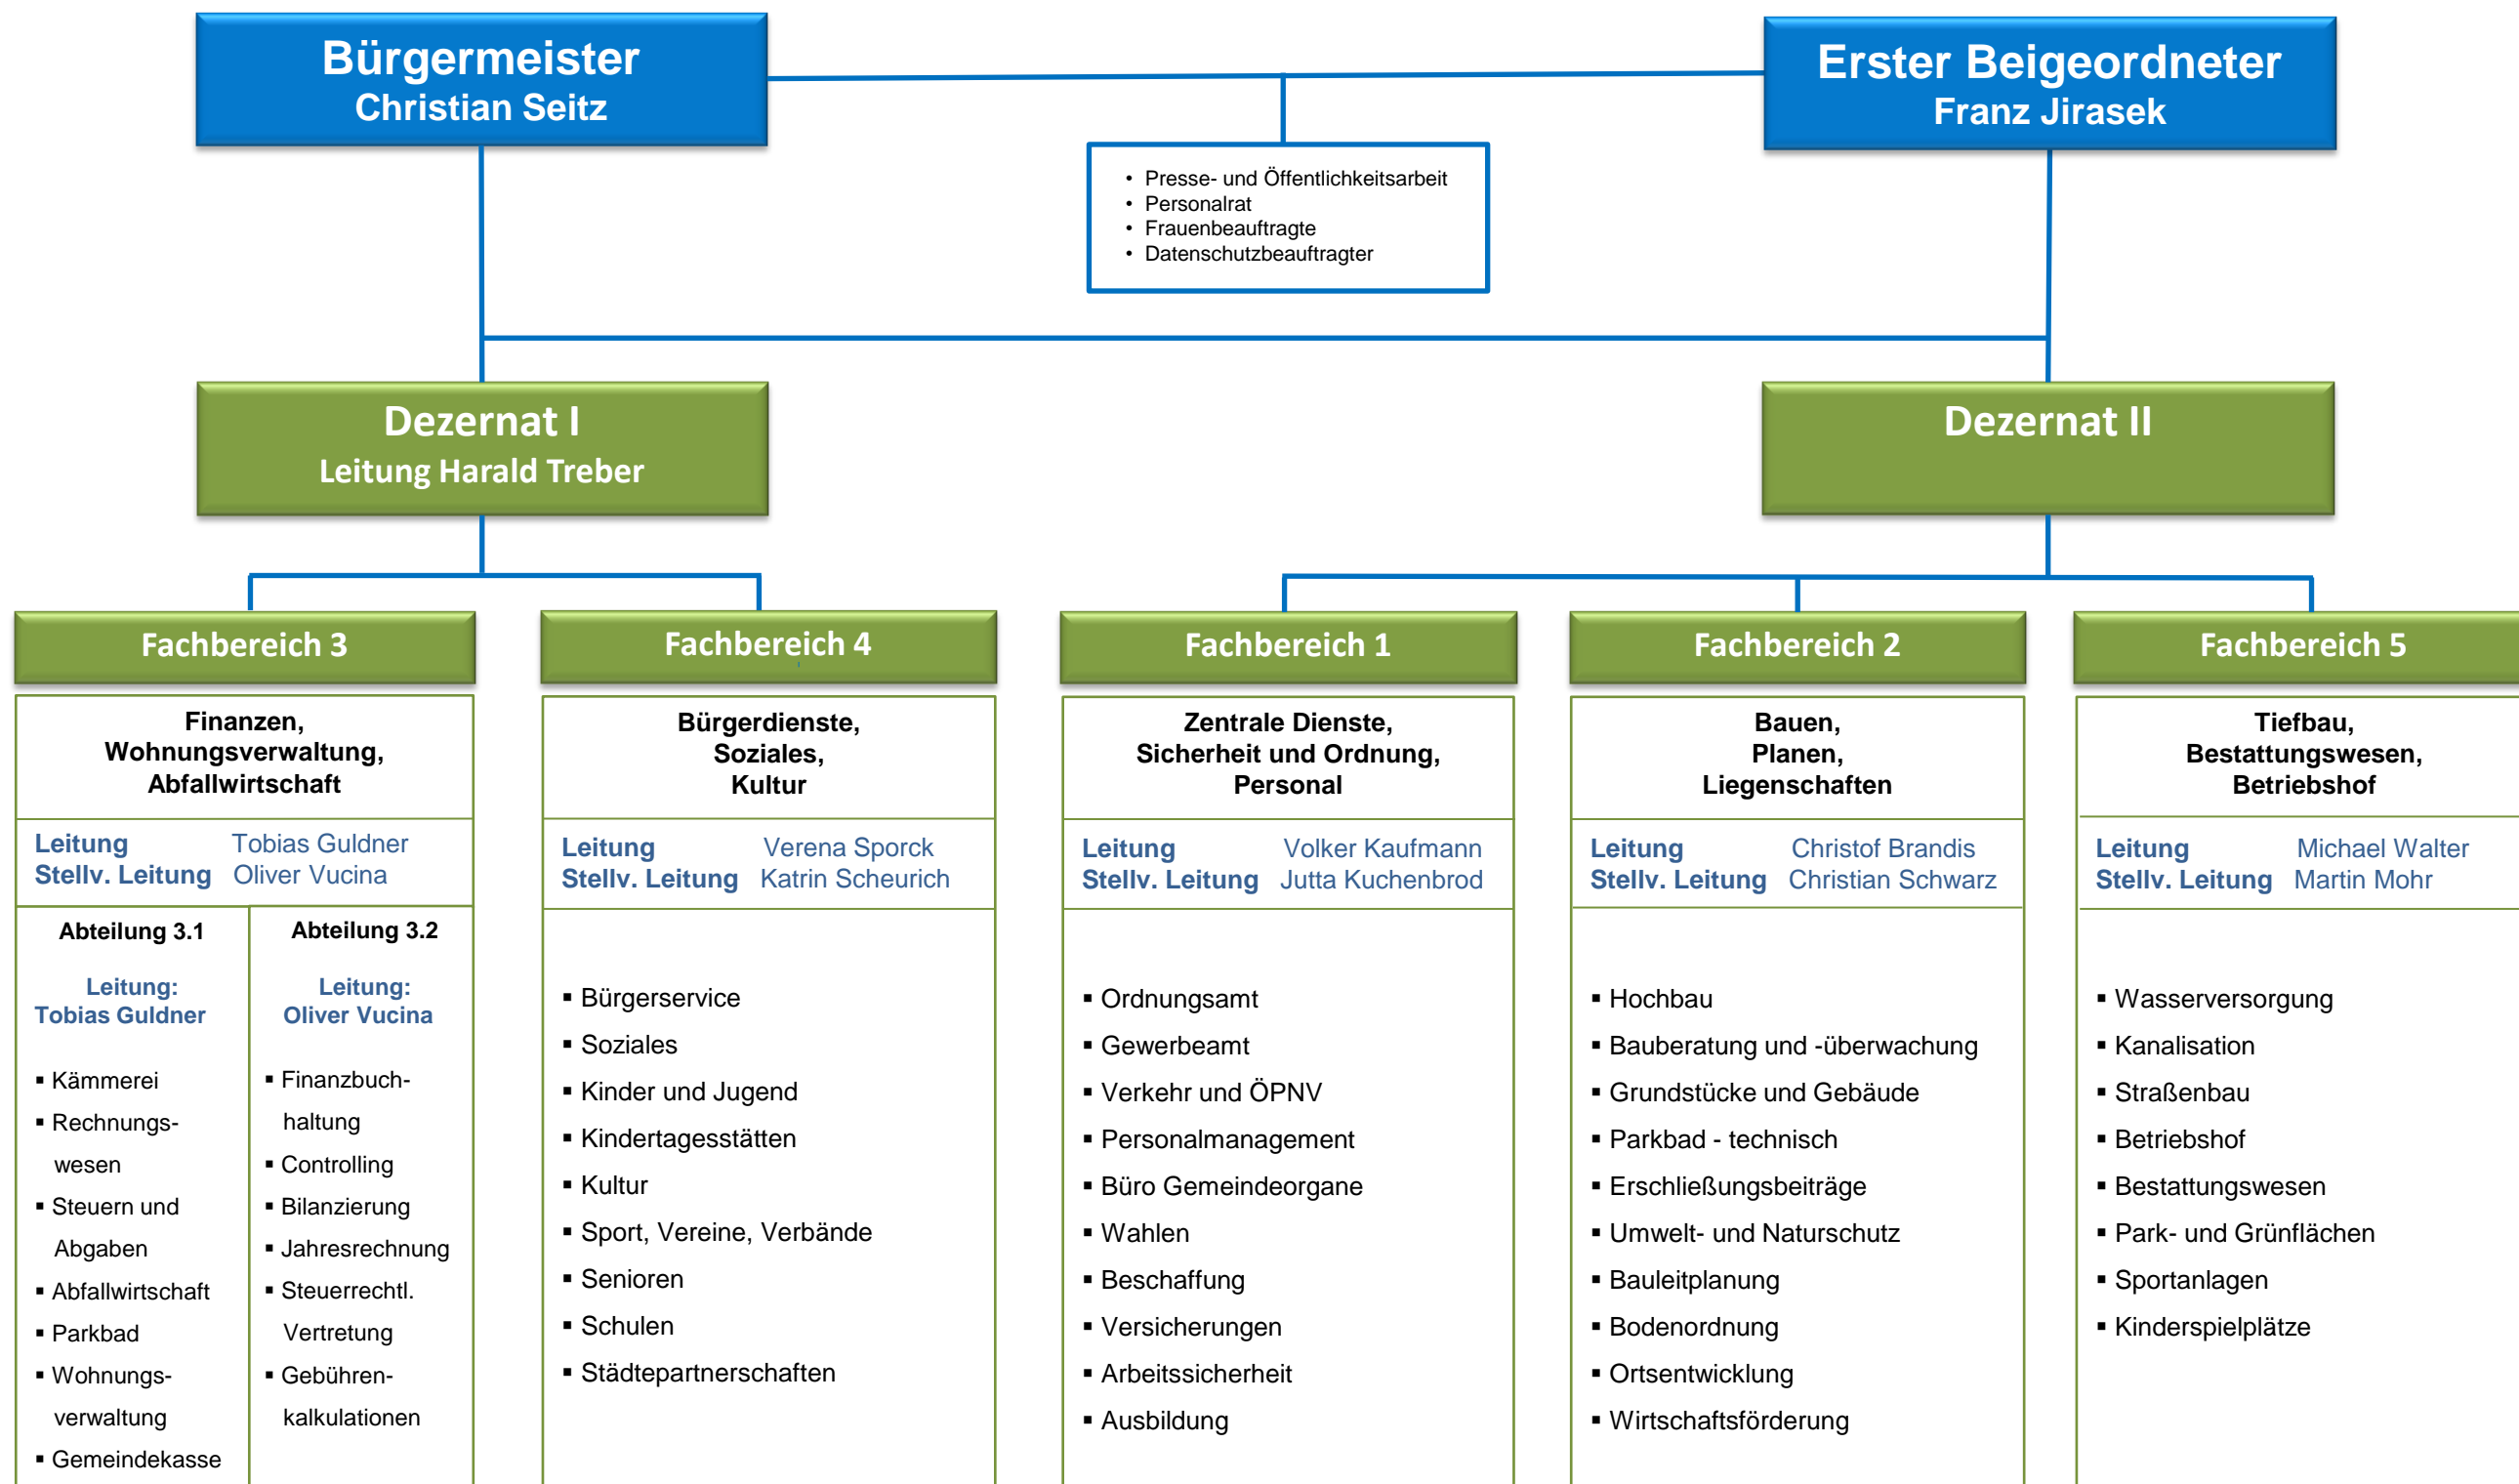 Bürgermeister
Christian Seitz
Erster Beigeordneter
Franz Jirasek
• Presse- und Öffentlichkeitsarbeit
• Personalrat
• Frauenbeauftragte
• Datenschutzbeauftragter
Dezernat I
Leitung Harald Treber
Dezernat II
Fachbereich 3
Finanzen,
Wohnungsverwaltung,
Abfallwirtschaft
Leitung Tobias Guldner
Stellv. Leitung Oliver Vucina
Abteilung 3.1
Leitung:
Tobias Guldner
▪ Kämmerei
▪ Rechnungs-
wesen
▪ Steuern und
Abgaben
▪ Abfallwirtschaft
▪ Parkbad
▪ Wohnungs-
verwaltung
▪ Gemeindekasse
Abteilung 3.2
Leitung:
Oliver Vucina
▪ Finanzbuch-
haltung
▪ Controlling
▪ Bilanzierung
▪ Jahresrechnung
▪ Steuerrechtl.
Vertretung
▪ Gebühren-
kalkulationen
Fachbereich 4
Bürgerdienste,
Soziales,
Kultur
Leitung Verena Sporck
Stellv. Leitung Katrin Scheurich
▪ Bürgerservice
▪ Soziales
▪ Kinder und Jugend
▪ Kindertagesstätten
▪ Kultur
▪ Sport, Vereine, Verbände
▪ Senioren
▪ Schulen
▪ Städtepartnerschaften
Fachbereich 1
Zentrale Dienste,
Sicherheit und Ordnung,
Personal
Leitung Volker Kaufmann
Stellv. Leitung Jutta Kuchenbrod
▪ Ordnungsamt
▪ Gewerbeamt
▪ Verkehr und ÖPNV
▪ Personalmanagement
▪ Büro Gemeindeorgane
▪ Wahlen
▪ Beschaffung
▪ Versicherungen
▪ Arbeitssicherheit
▪ Ausbildung
Fachbereich 2
Bauen,
Planen,
Liegenschaften
Leitung Christof Brandis
Stellv. Leitung Christian Schwarz
▪ Hochbau
▪ Bauberatung und -überwachung
▪ Grundstücke und Gebäude
▪ Parkbad - technisch
▪ Erschließungsbeiträge
▪ Umwelt- und Naturschutz
▪ Bauleitplanung
▪ Bodenordnung
▪ Ortsentwicklung
▪ Wirtschaftsförderung
Fachbereich 5
Tiefbau,
Bestattungswesen,
Betriebshof
Leitung Michael Walter
Stellv. Leitung Martin Mohr
▪ Wasserversorgung
▪ Kanalisation
▪ Straßenbau
▪ Betriebshof
▪ Bestattungswesen
▪ Park- und Grünflächen
▪ Sportanlagen
▪ Kinderspielplätze